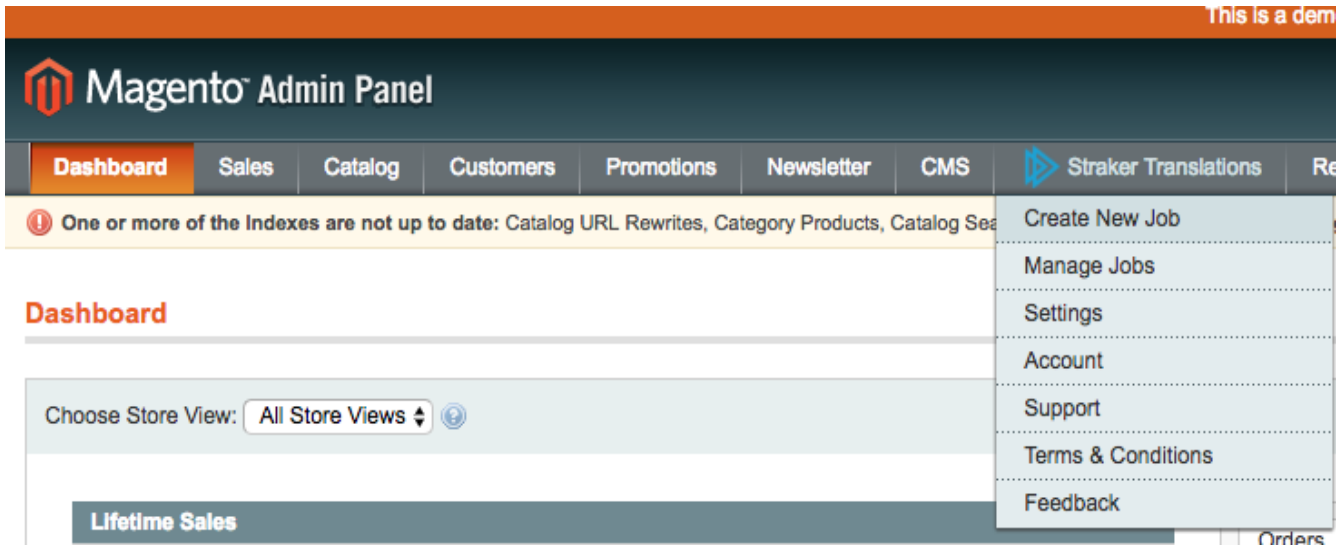 This is a dem
Magento™ Admin Panel
Dashboard Sales Catalog Customers Promotions Newsletter CMS Straker Translations Re
One or more of the Indexes are not up to date: Catalog URL Rewrites, Category Products, Catalog Sea
Create New Job
Manage Jobs
Dashboard
Settings
Account
Choose Store View: All Store Views
Support
Terms & Conditions
Feedback
Lifetime Sales
Orders